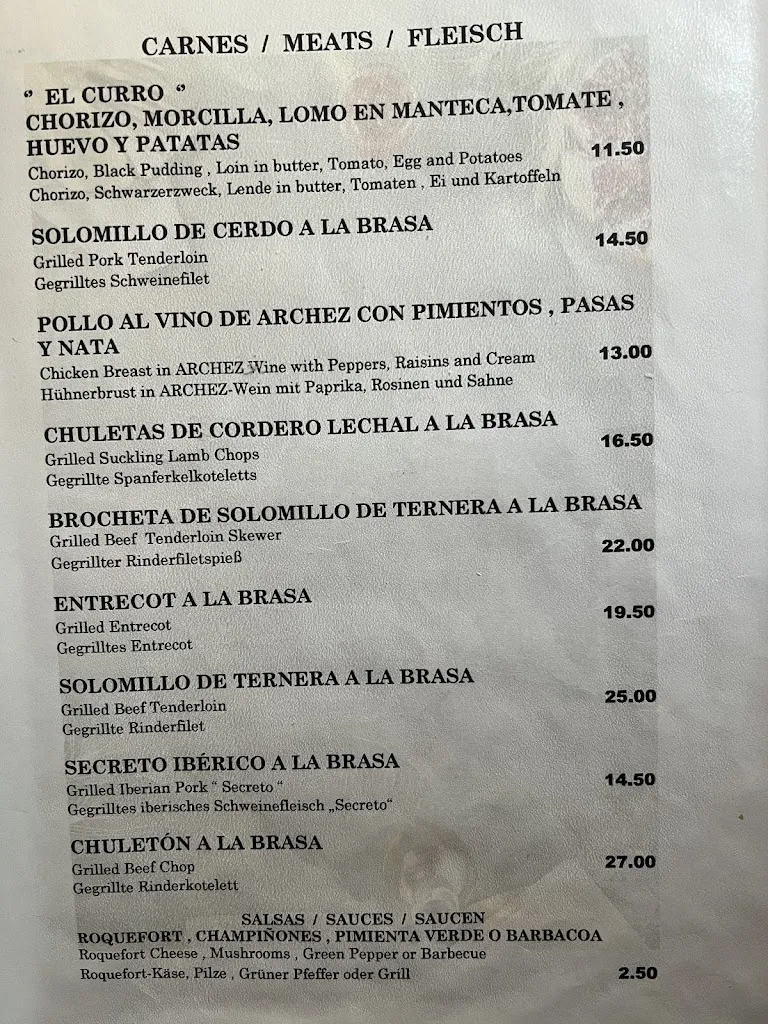 CARNES / MEATS / FLEISCH
“ EL CURRO ”
CHORIZO, MORCILLA, LOMO EN MANTECA,TOMATE ,
HUEVO Y PATATAS
11.50
Chorizo, Black Pudding , Loin in butter, Tomato, Egg and Potatoes
Chorizo, Schwarzerzweck, Lende in butter, Tomaten , Ei und Kartoffeln
SOLOMILLO DE CERDO A LA BRASA
14.50
Grilled Pork Tenderloin
Gegrilltes Schweinefilet
POLLO AL VINO DE ARCHEZ CON PIMIENTOS , PASAS
Y NATA
13.00
Chicken Breast in ARCHEZ Wine with Peppers, Raisins and Cream
Hühnerbrust in ARCHEZ-Wein mit Paprika, Rosinen und Sahne
CHULETAS DE CORDERO LECHAL A LA BRASA
16.50
Grilled Suckling Lamb Chops
Gegrillte Spanferkelkoteletts
BROCHETA DE SOLOMILLO DE TERNERA A LA BRASA
Grilled Beef Tenderloin Skewer
22.00
Gegrillter Rinderfiletspieß
ENTRECOT A LA BRASA
19.50
Grilled Entrecot
Gegrilltes Entrecot
SOLOMILLO DE TERNERA A LA BRASA
25.00
Grilled Beef Tenderloin
Gegrillte Rinderfilet
SECRETO IBÉRICO A LA BRASA
14.50
Grilled Iberian Pork “ Secreto “
Gegrilltes iberisches Schweinefleisch „Secreto“
CHULETÓN A LA BRASA
27.00
Grilled Beef Chop
Gegrillte Rinderkotelett
SALSAS / SAUCES / SAUCEN
ROQUEFORT , CHAMPIÑONES , PIMIENTA VERDE O BARBACOA
Roquefort Cheese , Mushrooms , Green Pepper or Barbecue
Roquefort-Käse, Pilze , Grüner Pfeffer oder Grill
2.50